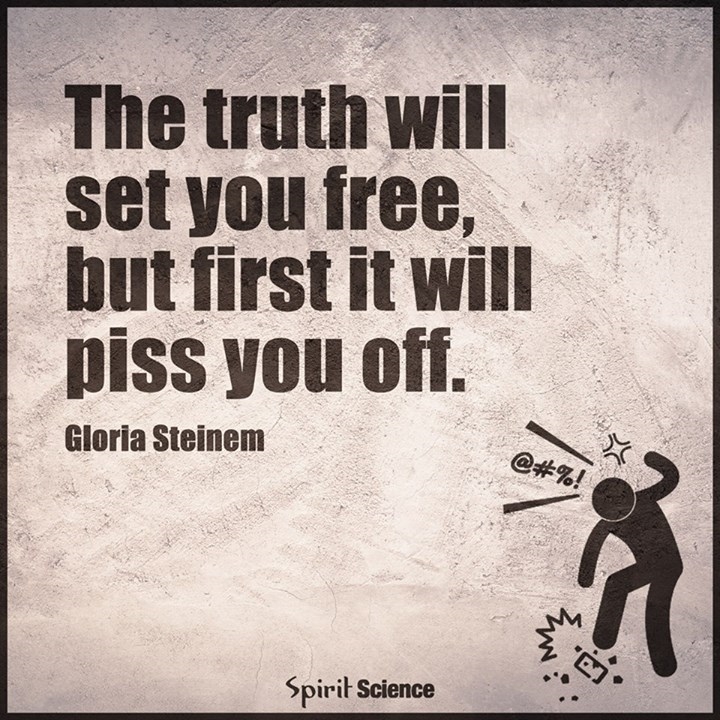 The truth will
set you free,
but first it will
piss you off.
Gloria Steinem
@#%!
Spirit Science